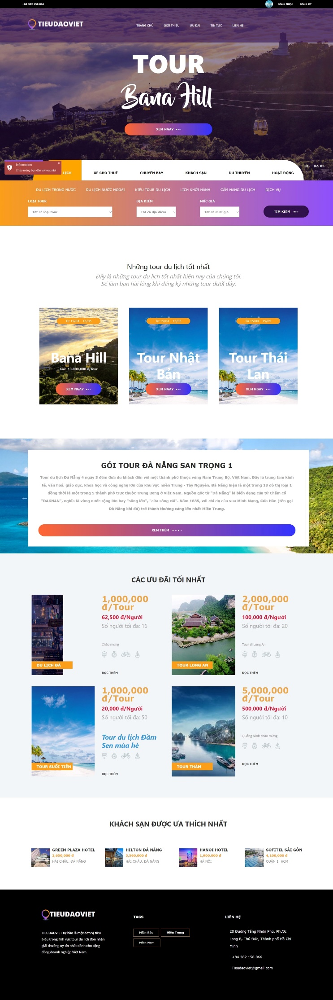 +84 382 158 066
ĐĂNG NHẬP
ĐĂNG KÝ
TIEUDAOVIET
TRANG CHỦ
GIỚI THIỆU
ƯU ĐÃI
TIN TỨC
LIÊN HỆ
TOUR
Bana Hill
XEM NGAY
Information
Chào mừng bạn đến với website!
LỊCH
XE CHO THUÊ
CHUYẾN BAY
KHÁCH SẠN
DU THUYỀN
HOẠT ĐỘNG
01. 02. 03.
DU LỊCH TRONG NƯỚC
DU LỊCH NƯỚC NGOÀI
KIỂU TOUR DU LỊCH
LỊCH KHỞI HÀNH
CẨM NANG DU LỊCH
DỊCH VỤ
LOẠI TOUR
ĐỊA ĐIỂM
MỨC GIÁ
Tất cả loại tour
Tất cả địa điểm
Tất cả mức giá
TÌM KIẾM
Những tour du lịch tốt nhất
Đây là những tour du lịch tốt nhất hiện nay của chúng tôi.
Sẽ làm bạn hài lòng khi đăng ký những tour dưới đây.
Từ 15/04 - 15/05
Bana Hill
Giá: 10,000,000 đ/Tour
XEM NGAY
Từ 15/04 - 15/05
Tour Nhật
Bản
XEM NGAY
Từ 15/04 - 15/05
Tour Thái
Lan
XEM NGAY
GÓI TOUR ĐÀ NẴNG SAN TRỌNG 1
Tour du lịch Đà Nẵng 4 ngày 3 đêm đưa du khách đến với một thành phố thuộc vùng Nam Trung Bộ, Việt Nam. Đây là trung tâm kinh
tế, văn hoá, giáo dục, khoa học và công nghệ lớn của khu vực miền Trung - Tây Nguyên. Đà Nẵng hiện là một trong 13 đô thị loại 1
đồng thời là một trong 5 thành phố trực thuộc Trung ương ở Việt Nam. Nguồn gốc từ "Đà Nẵng" là biến dạng của từ Chăm cổ
"DAKNAN", nghĩa là vùng nước rộng lớn hay "sông lớn", "cửa sông cái". Năm 1835, với chỉ dụ của vua Minh Mạng, Cửa Hàn (tên gọi
Đà Nẵng khi đó) trở thành thương cảng lớn nhất Miền Trung.
XEM THÊM
CÁC ƯU ĐÃI TỐI NHẤT
DU LỊCH ĐÀ
1,000,000
đ/Tour
62,500 đ/Người
Số người tối đa: 16
Chào mừng
ĐỌC THÊM
TOUR LONG AN
2,000,000
đ/Tour
100,000 đ/Người
Số người tối đa: 20
Tour đi Long An
ĐỌC THÊM
TOUR SUỐI TIÊN
1,000,000
đ/Tour
20,000 đ/Người
Số người tối đa: 50
Tour du lịch Đầm
Sen mùa hè
ĐỌC THÊM
TOUR THĂM
5,000,000
đ/Tour
500,000 đ/Người
Số người tối đa: 10
Quảng Ninh chào mừng
ĐỌC THÊM
KHÁCH SẠN ĐƯỢC ƯA THÍCH NHẤT
GREEN PLAZA HOTEL
2,650,000 đ
HẢI CHÂU, ĐÀ NẴNG
HILTON ĐÀ NẴNG
3,560,000 đ
HẢI CHÂU, ĐÀ NẴNG
HANOI HOTEL
1,900,000 đ
HÀ NỘI
SOFITEL SÀI GÒN
4,100,000 đ
QUẬN 1, HCM
TIEUDAOVIET
TIEUDAOVIET tự hào là một đơn vị tiêu
biểu trong lĩnh vực tour du lịch đón nhận
giải thưởng uy tín nhất dành cho cộng
đồng doanh nghiệp Việt Nam.
TAGS
Miền Bắc
Miền Trung
Miền Nam
LIÊN HỆ
20 Đường Tăng Nhơn Phú, Phước
Long B, Thủ Đức, Thành phố Hồ Chí
Minh
+84 382 158 066
Tieudaoviet@gmail.com